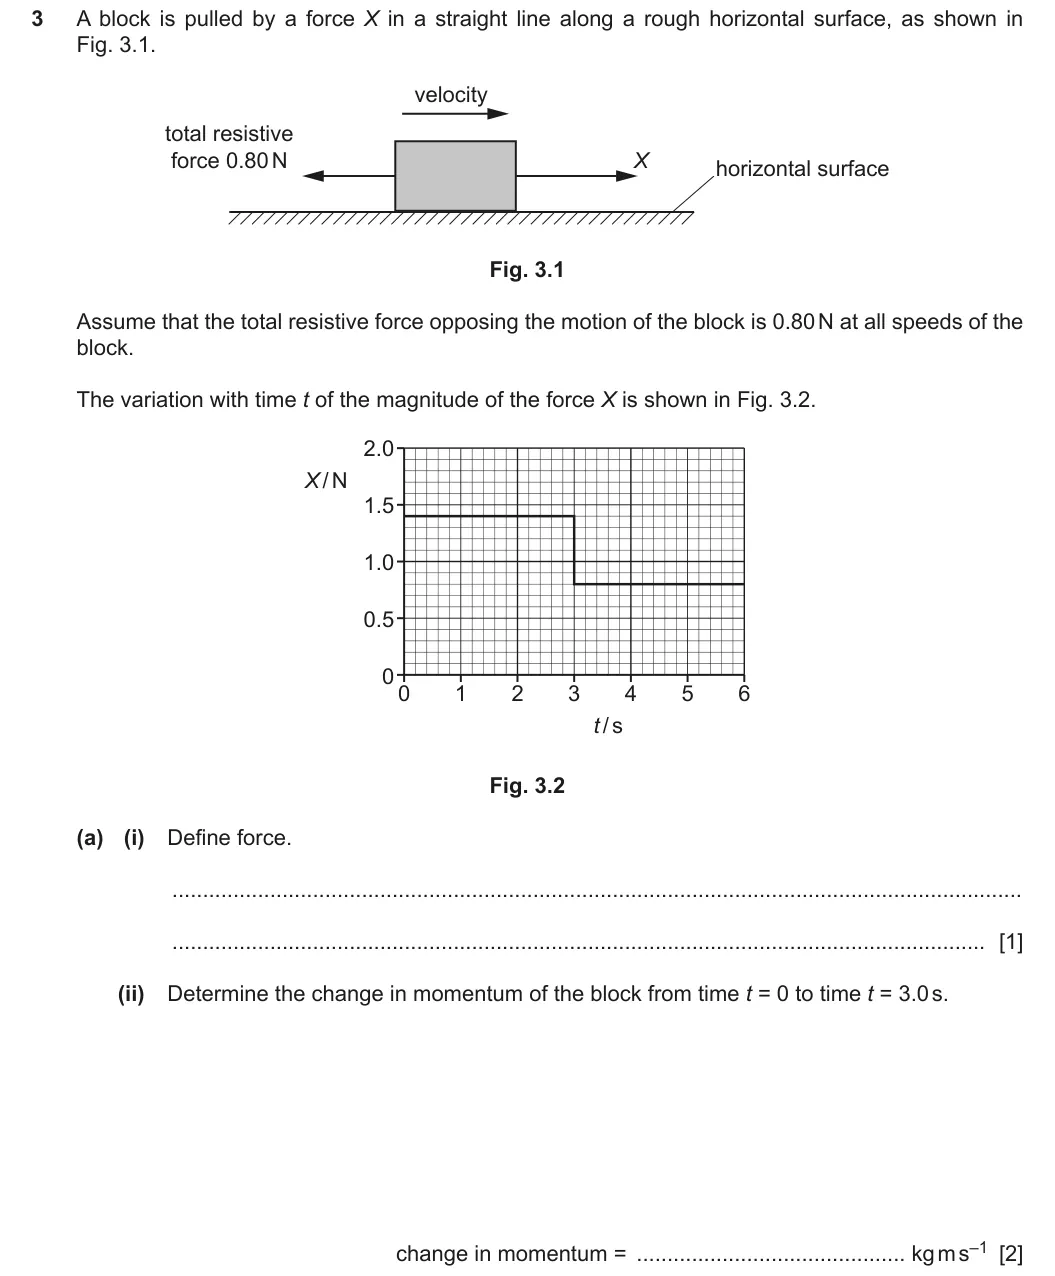 3 A block is pulled by a force X in a straight line along a rough horizontal surface, as shown in
Fig. 3.1.
velocity
total resistive
force 0.80 N
X
horizontal surface
Fig. 3.1
Assume that the total resistive force opposing the motion of the block is 0.80 N at all speeds of the
block.
The variation with time t of the magnitude of the force X is shown in Fig. 3.2.
2.0
X / N
1.5
1.0
0.5
0
0 1 2 3 4 5 6
t / s
Fig. 3.2
(a) (i) Define force.
..........................................................................................................................................
.................................................................................................................................... [1]
(ii) Determine the change in momentum of the block from time t = 0 to time t = 3.0 s.
change in momentum = ............................................ kg m s⁻¹ [2]